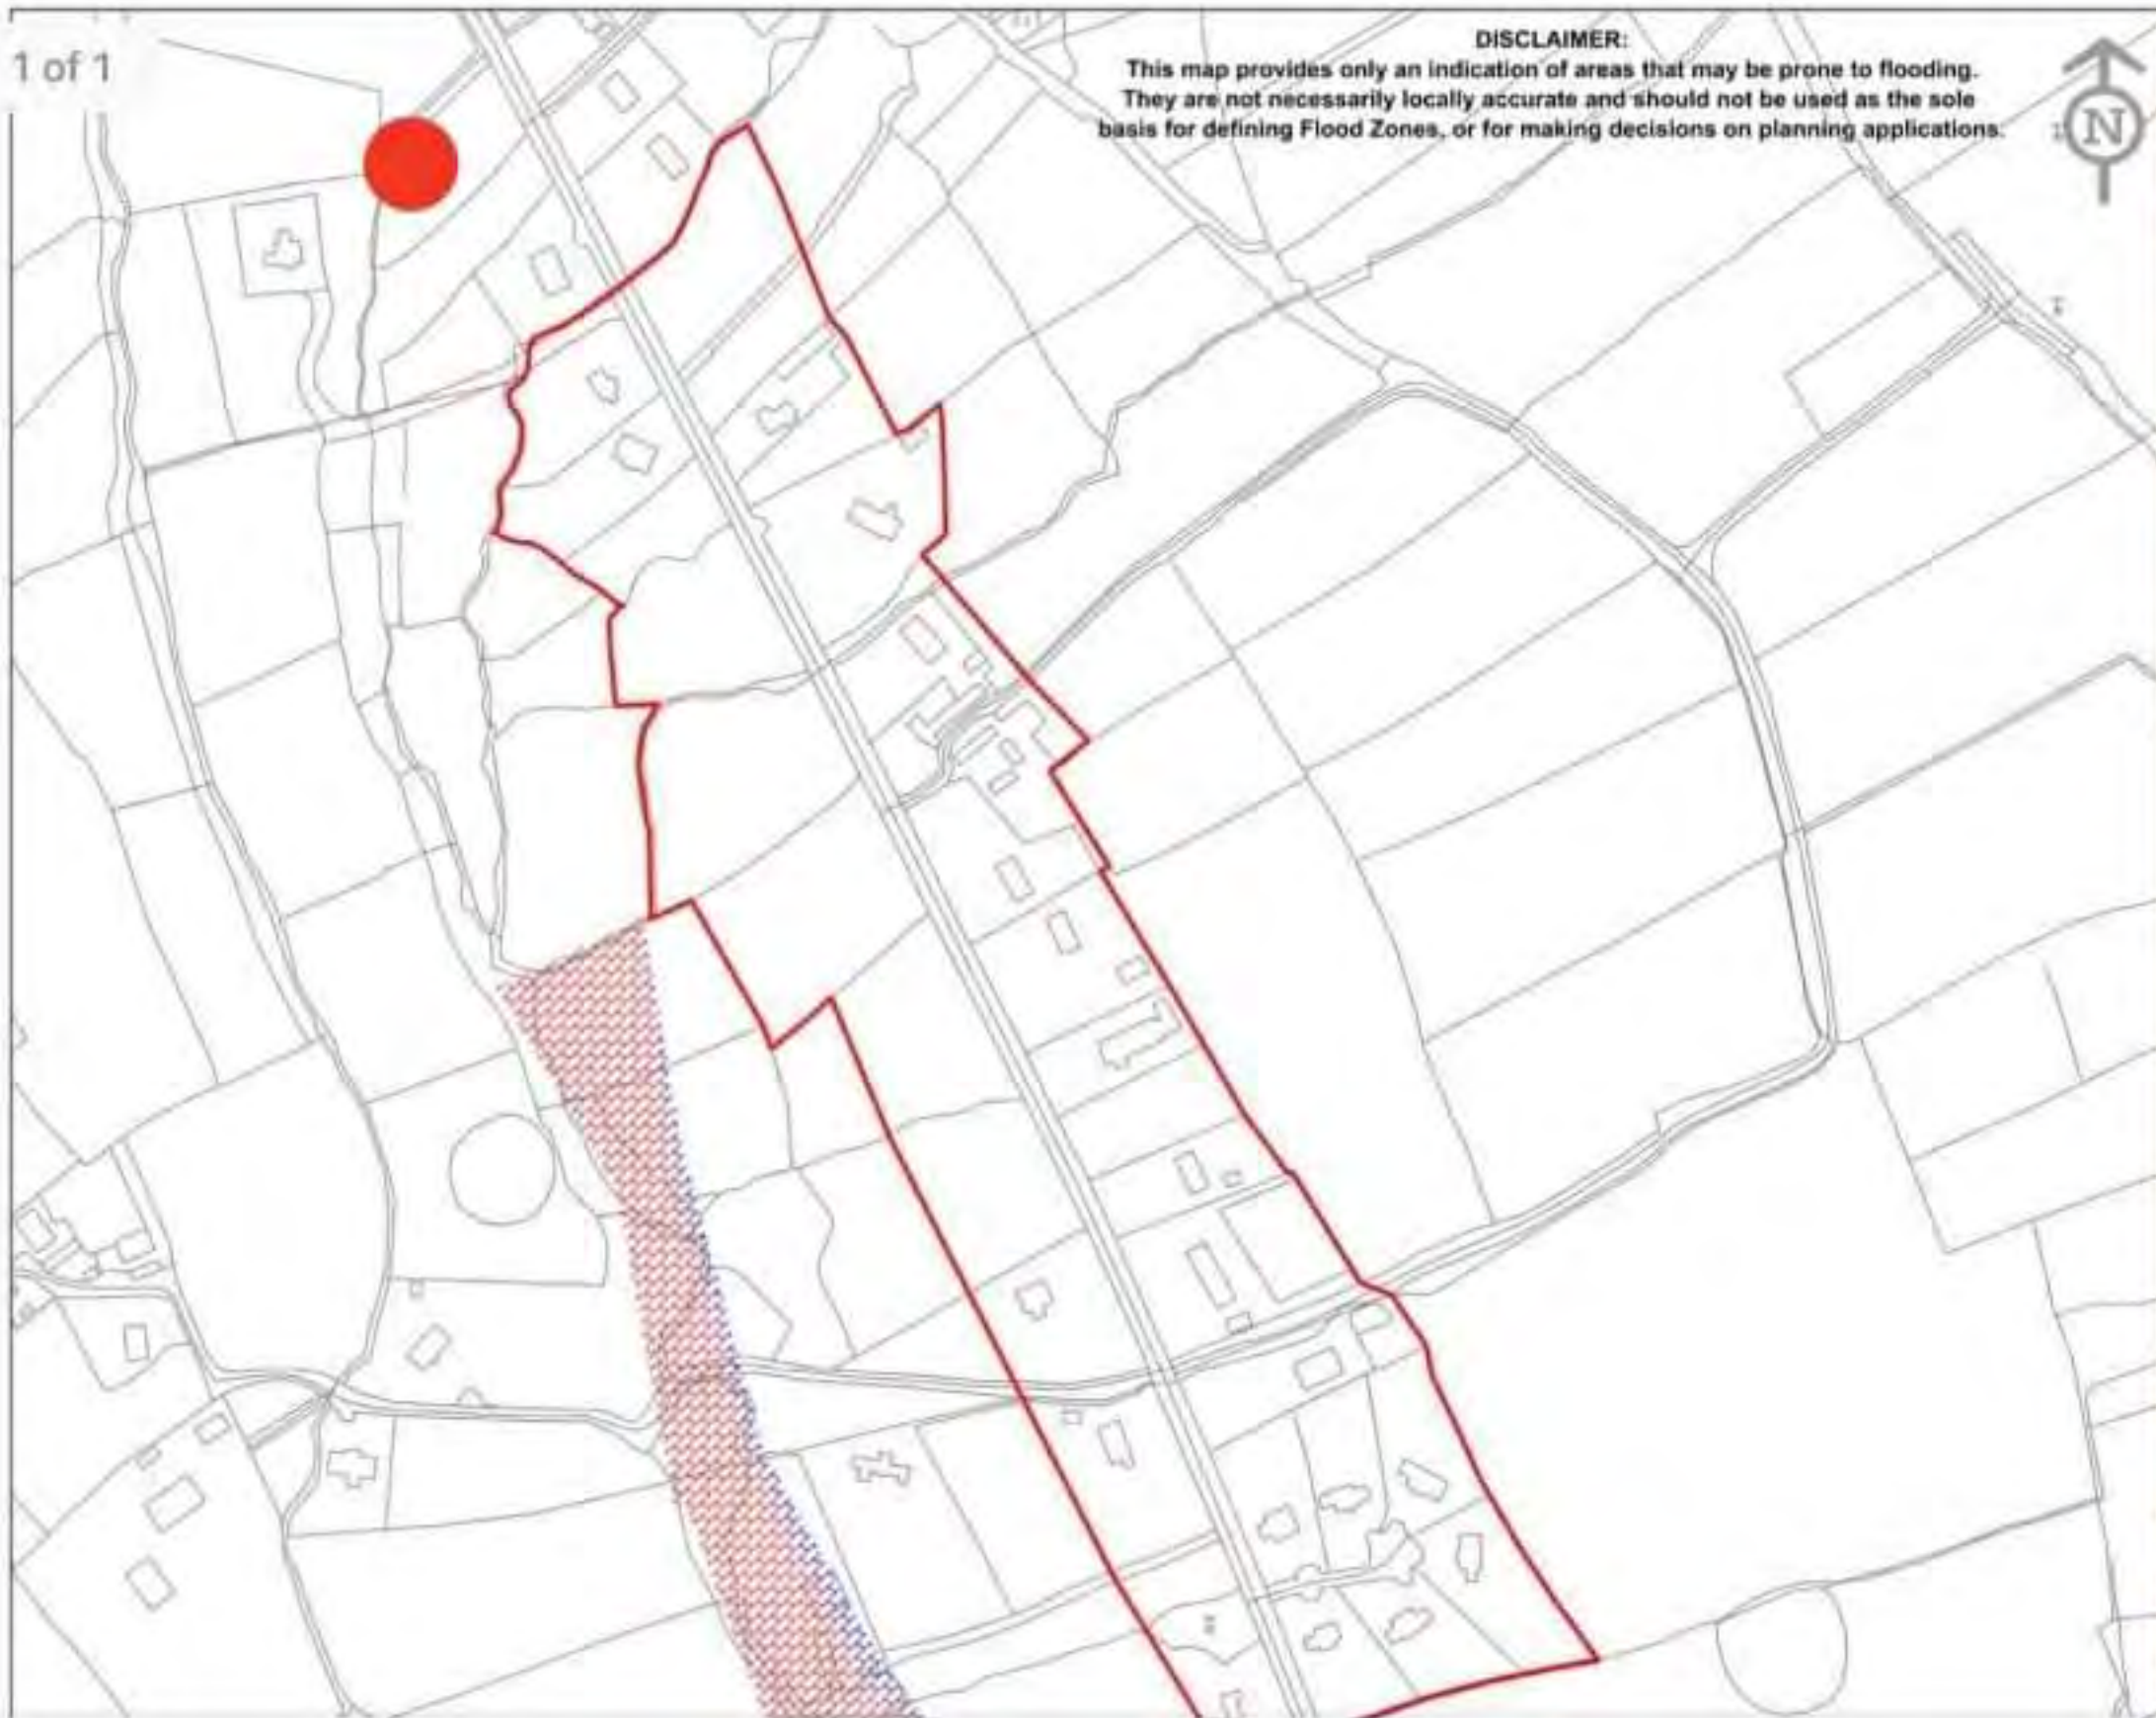 1 of 1
DISCLAIMER:
This map provides only an indication of areas that may be prone to flooding.
They are not necessarily locally accurate and should not be used as the sole
basis for defining Flood Zones, or for making decisions on planning applications.
N